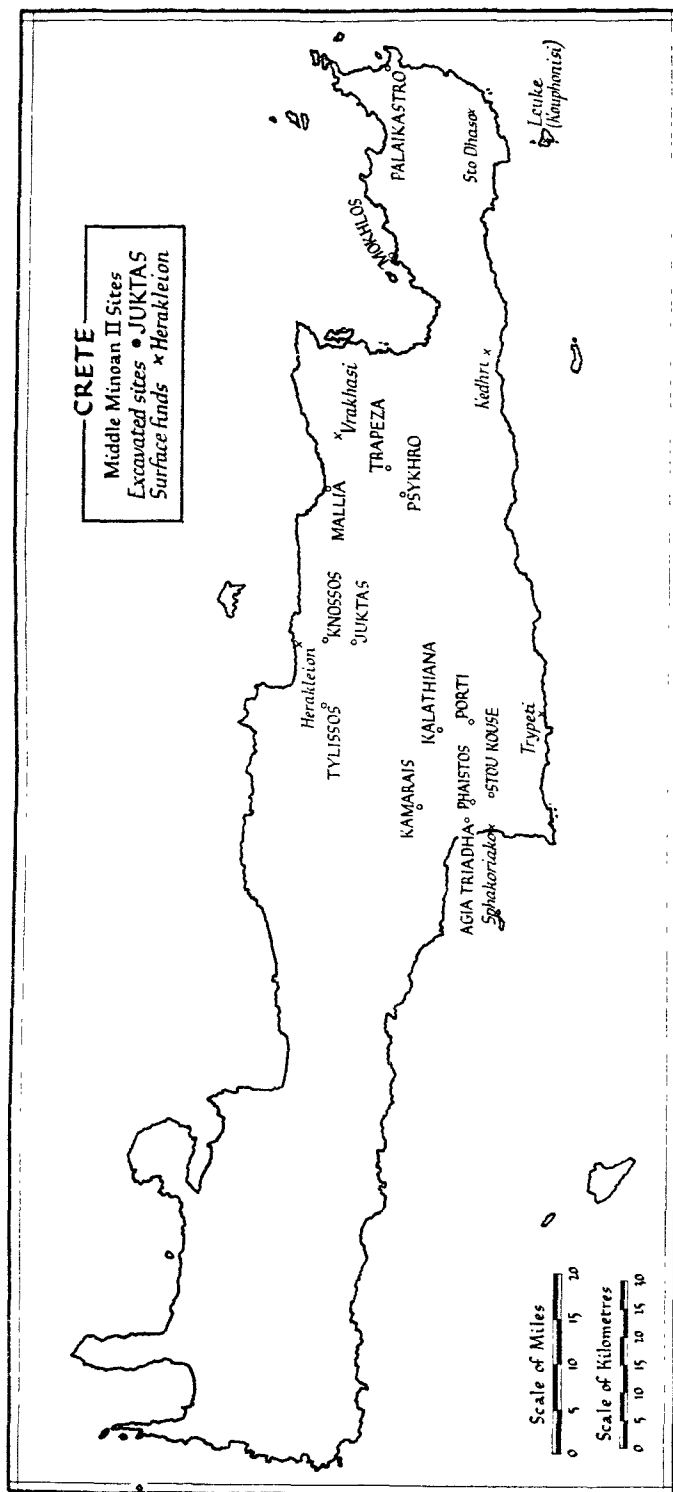 CRETE
Middle Minoan II Sites
Excavated sites • JUKTAS
Surface finds × Herakleion
PALAIKASTRO
MOKHLOS
Sto Dhaso
Leuke
(Kouphonisi)
Vrakhasi
TRAPEZA
PSYKHRO
MALLIA
Kedhri
KNOSSOS
JUKTAS
Herakleion
TYLISSOS
KALATHIANA
PORTI
KAMARAIS
PHAISTOS
STOU KOUSE
Trypeti
AGIA TRIADHA
Sphakoriako
Scale of Miles
0 5 10 15 20
Scale of Kilometres
0 5 10 15 20 15 30